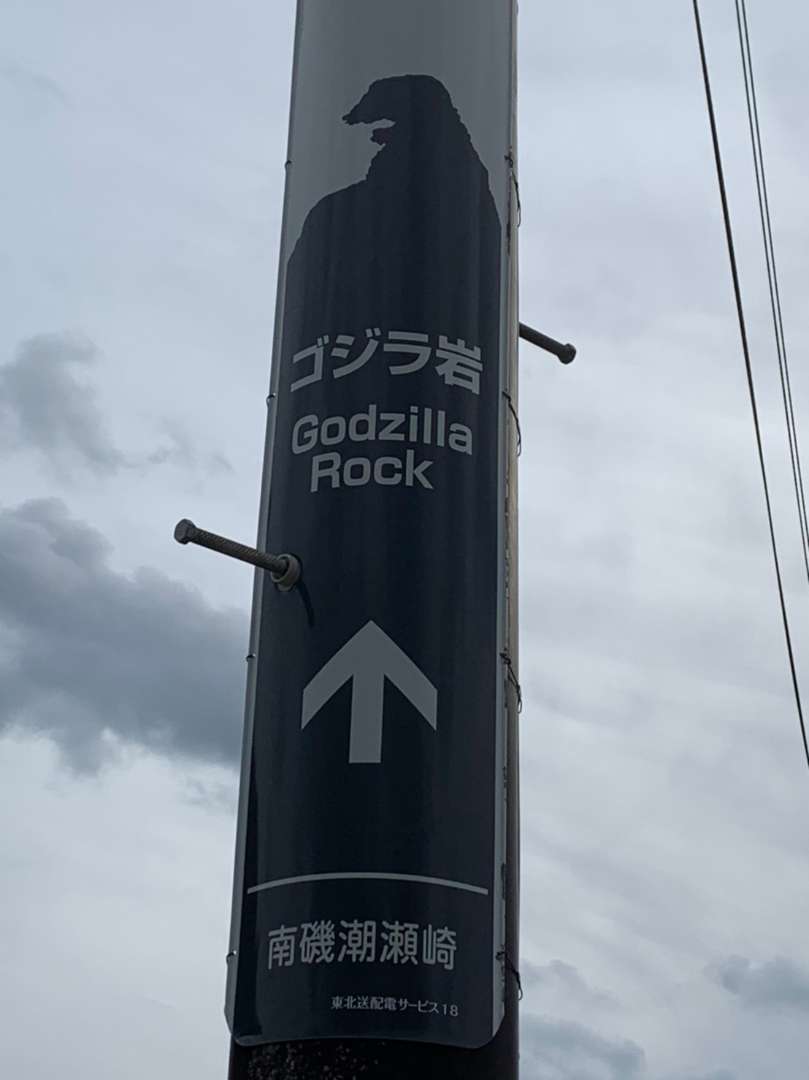 ゴジラ岩
Godzilla
Rock
南磯潮瀬崎
東北送配電サービス18